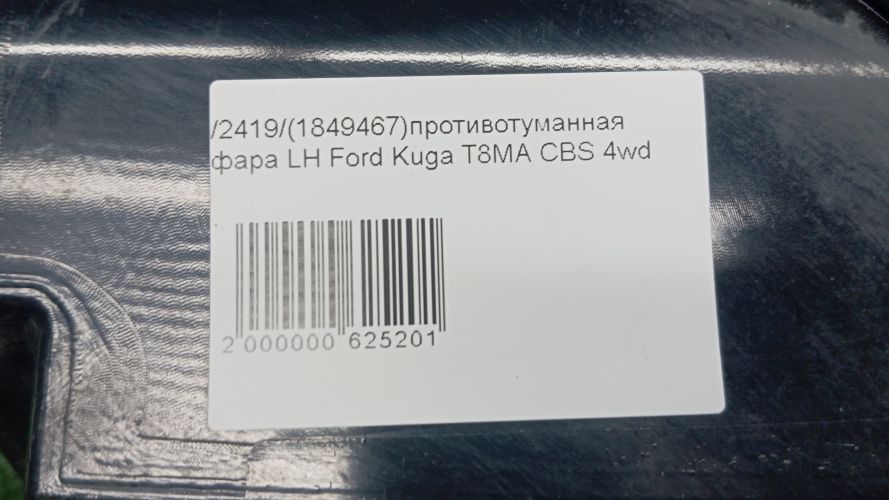 /2419/(1849467)противотуманная
фара LH Ford Kuga T8MA CBS 4wd
2 000000 625201